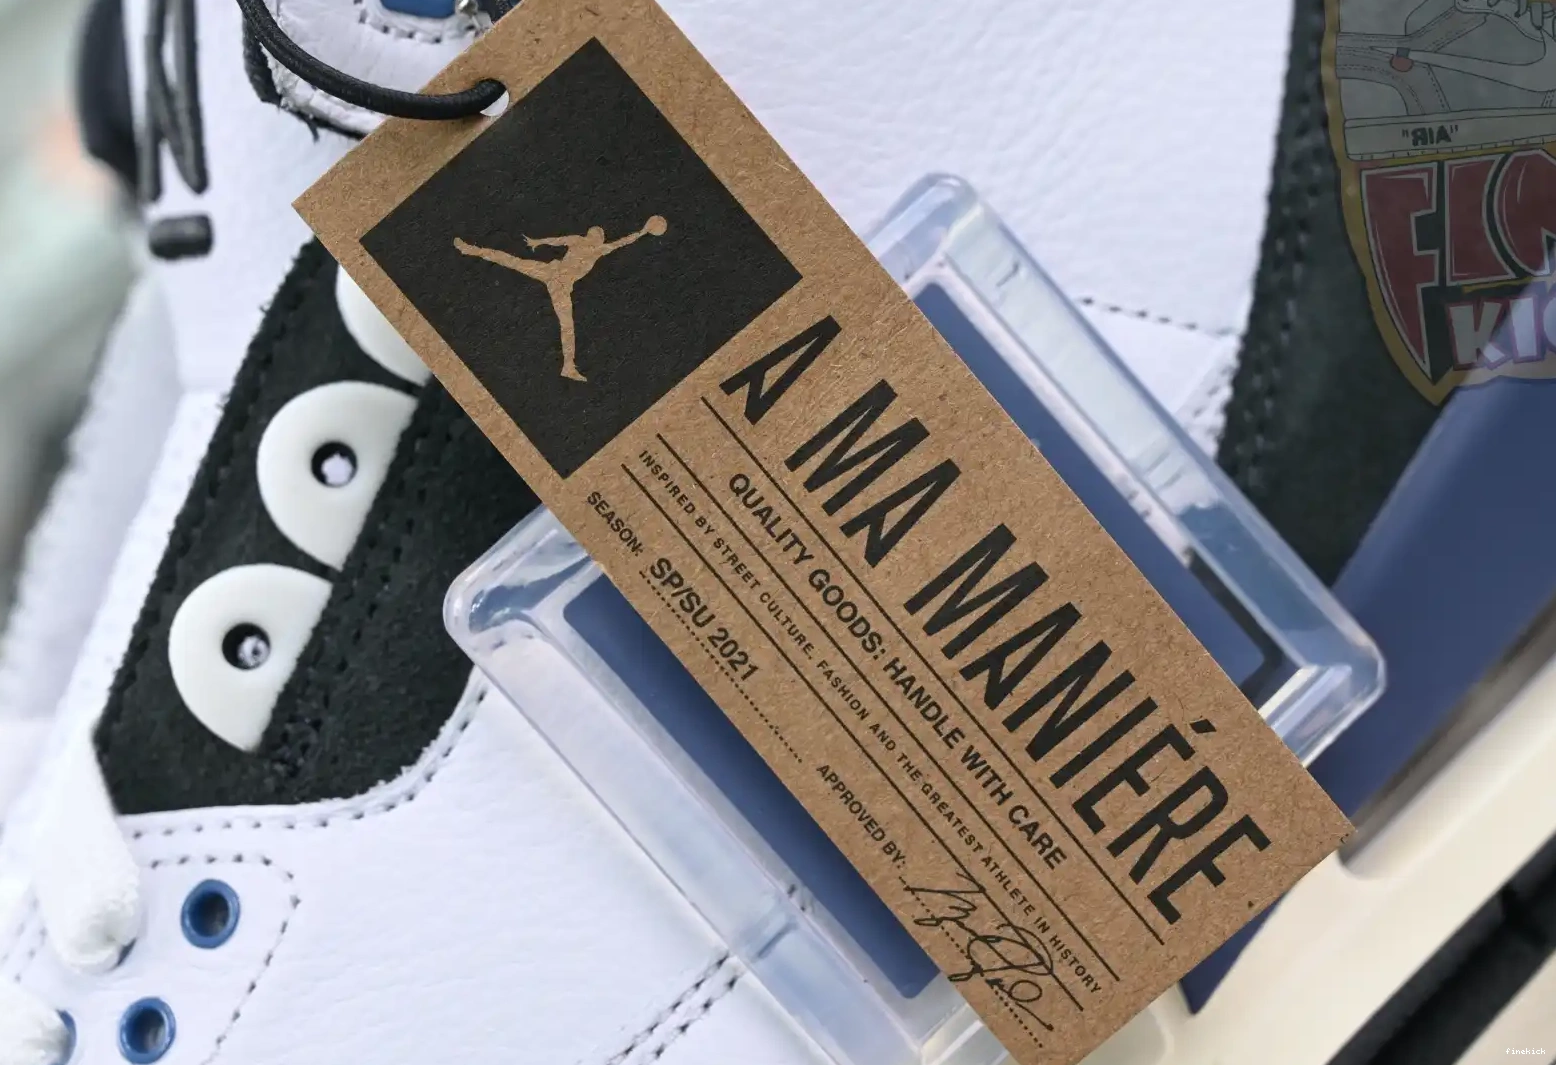 A MA MANIÉRE
QUALITY GOODS: HANDLE WITH CARE
INSPIRED BY STREET CULTURE, FASHION AND THE GREATEST ATHLETE IN HISTORY
SEASON: SP/SU 2021
APPROVED BY:
"AIR"
finekick